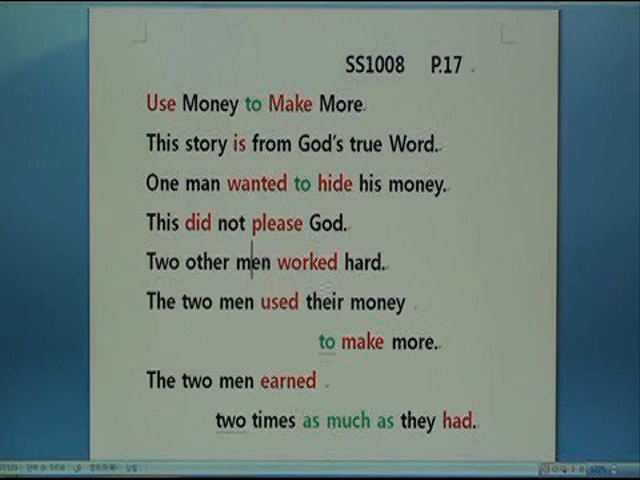 SS1008 P.17
Use Money to Make More
This story is from God's true Word.
One man wanted to hide his money.
This did not please God.
Two other men worked hard.
The two men used their money
to make more.
The two men earned
two times as much as they had.